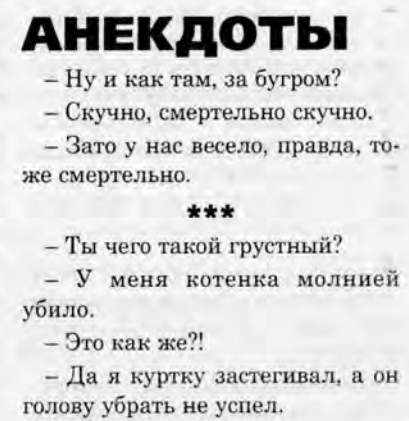 АНЕКДОТЫ
– Ну и как там, за бугром?
– Скучно, смертельно скучно.
– Зато у нас весело, правда, то-
же смертельно.
***
– Ты чего такой грустный?
– У меня котенка молнией
убило.
– Это как же?!
– Да я куртку застегивал, а он
голову убрать не успел.